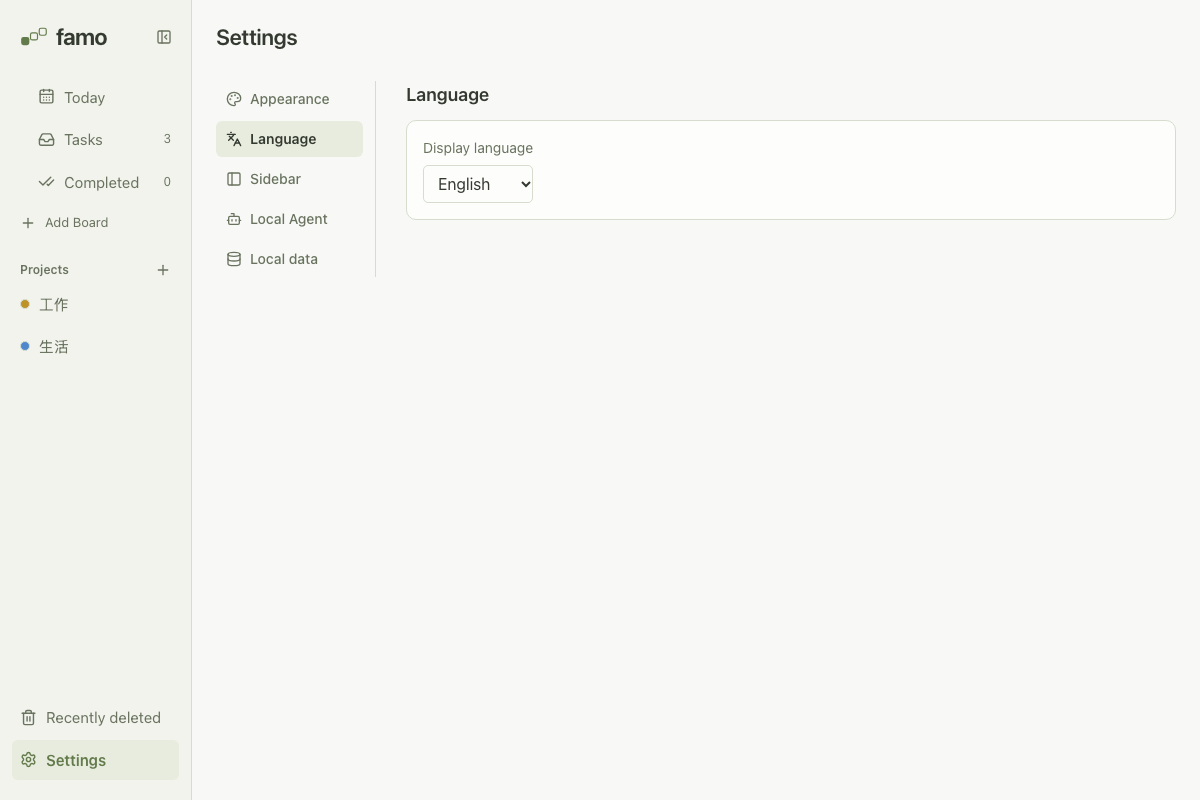 famo
Today
Tasks 3
Completed 0
Add Board
Projects
工作
生活
Recently deleted
Settings
Settings
Appearance
Language
Sidebar
Local Agent
Local data
Language
Display language
English